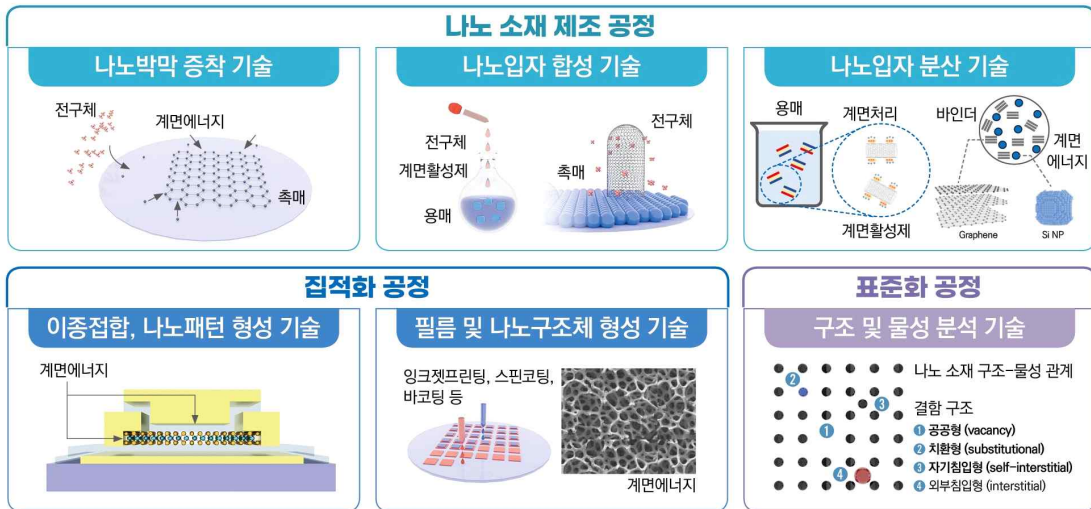 나노 소재 제조 공정
나노박막 증착 기술
전구체
계면에너지
촉매
나노입자 합성 기술
전구체
계면활성제
용매
전구체
촉매
나노입자 분산 기술
용매
계면처리
계면활성제
바인더
계면
에너지
Graphene
Si NP
집적화 공정
이종접합, 나노패턴 형성 기술
계면에너지
필름 및 나노구조체 형성 기술
잉크젯프린팅, 스핀코팅,
바코팅 등
계면에너지
표준화 공정
구조 및 물성 분석 기술
2
3
1
4
나노 소재 구조-물성 관계
결함 구조
1 공공형 (vacancy)
2 치환형 (substitutional)
3 자기침입형 (self-interstitial)
4 외부침입형 (interstitial)